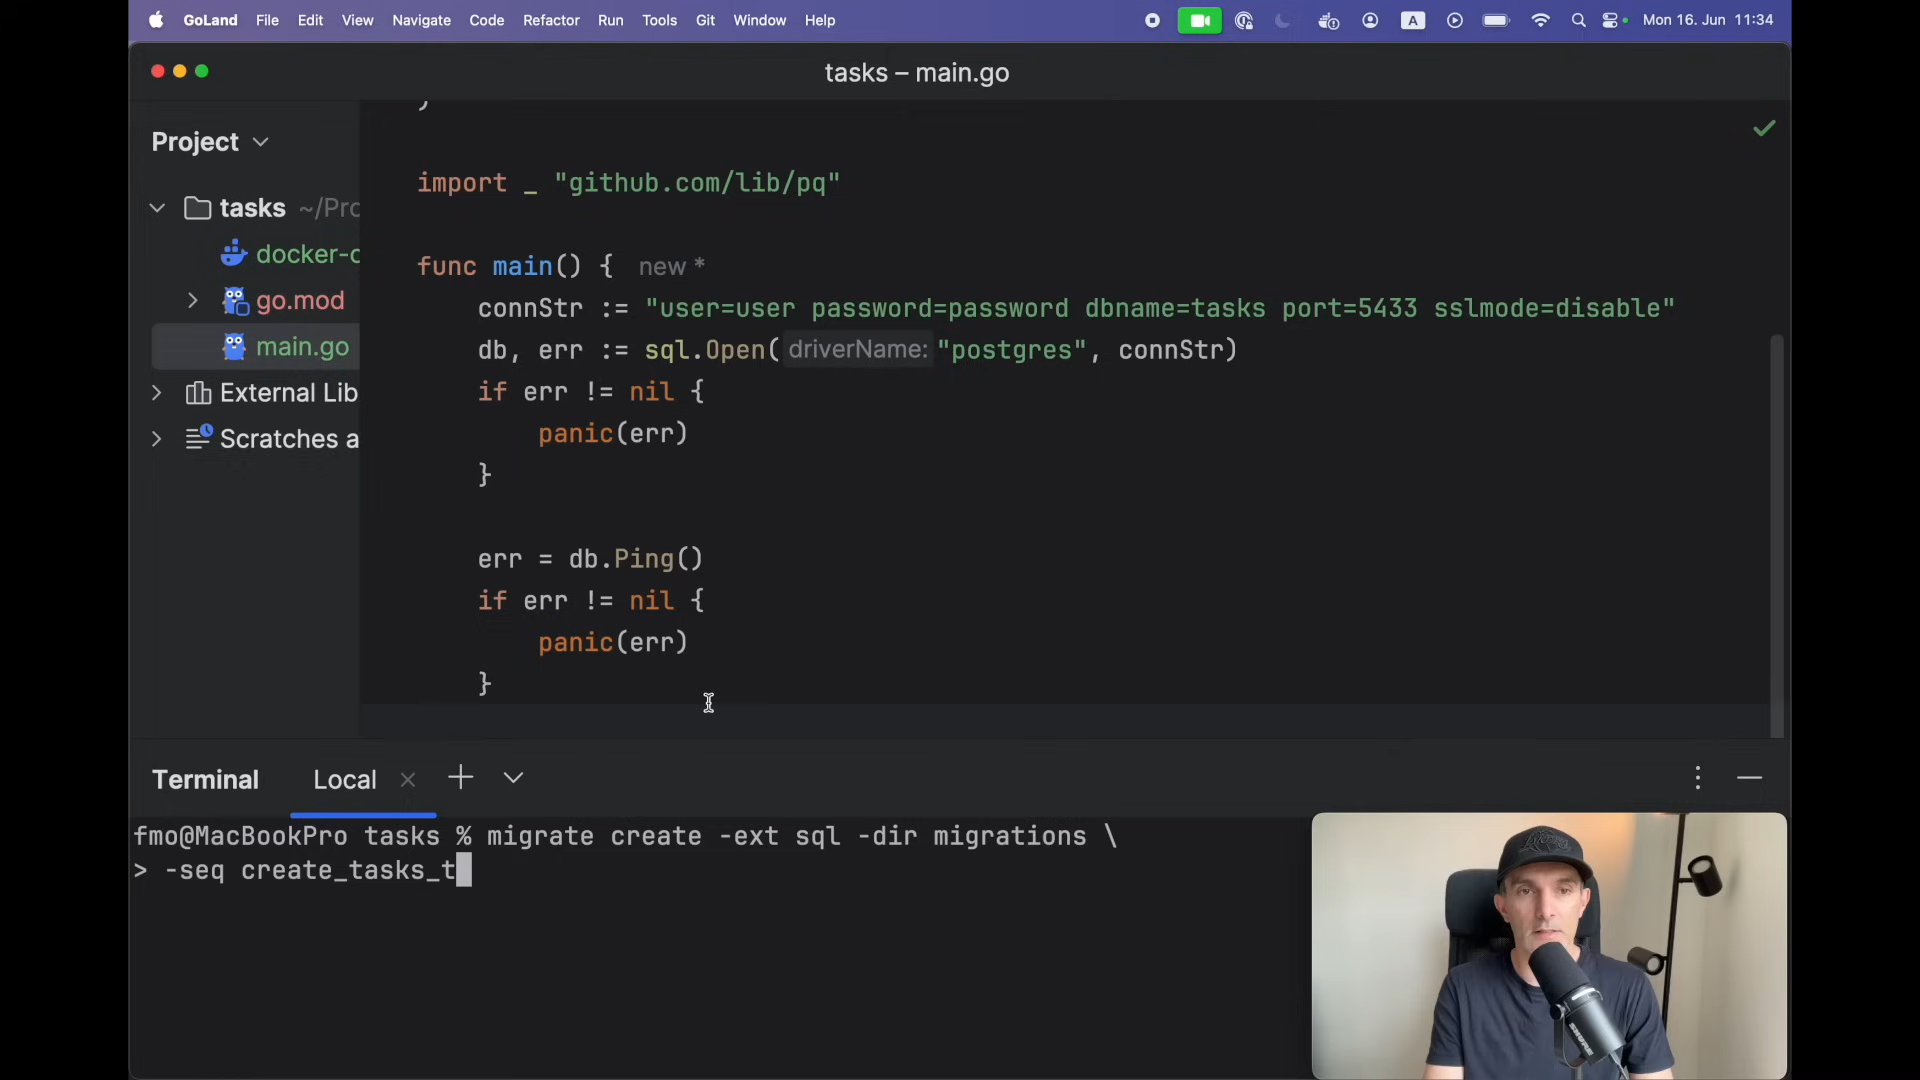 GoLand File Edit View Navigate Code Refactor Run Tools Git Window Help A Mon 16. Jun 11:34
tasks – main.go
Project
tasks ~/Pro
docker-c
go.mod
main.go
External Lib
Scratches a
import _ "github.com/lib/pq"
func main() { new *
connStr := "user=user password=password dbname=tasks port=5433 sslmode=disable"
db, err := sql.Open( driverName: "postgres", connStr)
if err != nil {
panic(err)
}
err = db.Ping()
if err != nil {
panic(err)
}
Terminal Local
fmo@MacBookPro tasks % migrate create -ext sql -dir migrations \
> -seq create_tasks_t
SHURE